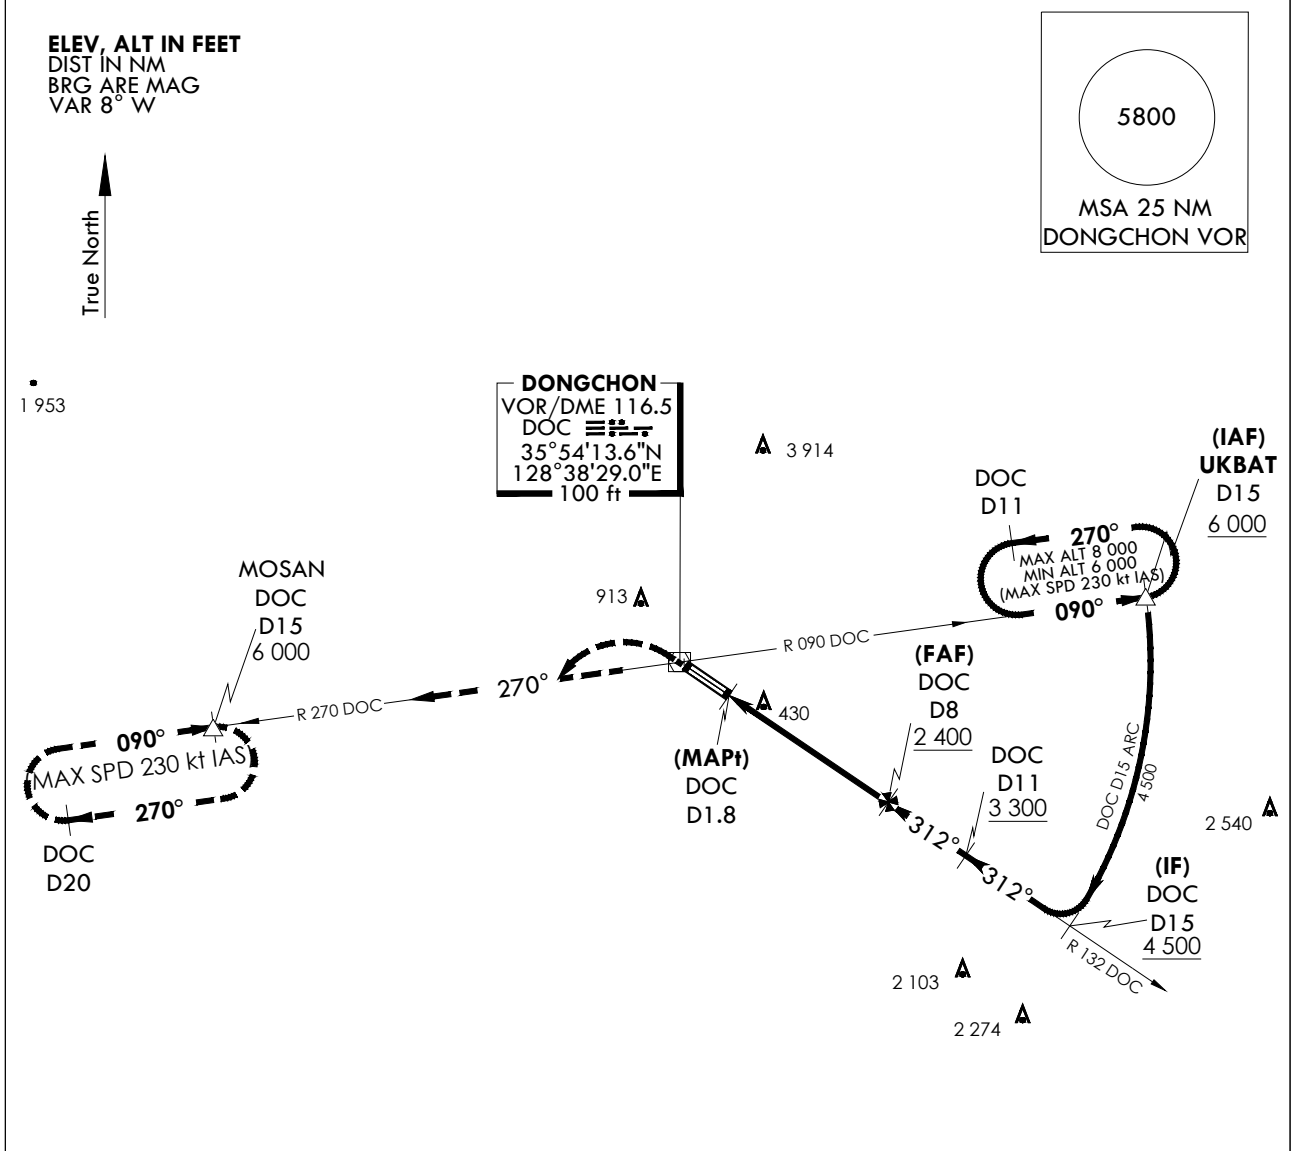 ELEV, ALT IN FEET
DIST IN NM
BRG ARE MAG
VAR 8° W
True North
5800
MSA 25 NM
DONGCHON VOR
1 953
DONGCHON
VOR/DME 116.5
DOC
35°54'13.6"N
128°38'29.0"E
100 ft
3 914
(IAF)
UKBAT
D15
6 000
DOC
D11
270°
MAX ALT 8 000
MIN ALT 6 000
(MAX SPD 230 kt IAS)
090°
MOSAN
DOC
D15
6 000
913
R 090 DOC
270°
R 270 DOC
090°
MAX SPD 230 kt IAS
270°
DOC
D20
(FAF)
DOC
D8
2 400
430
(MAPt)
DOC
D1.8
DOC
D11
3 300
312°
312°
DOC D15 ARC
4 500
2 540
(IF)
DOC
D15
4 500
R 132 DOC
2 103
2 274